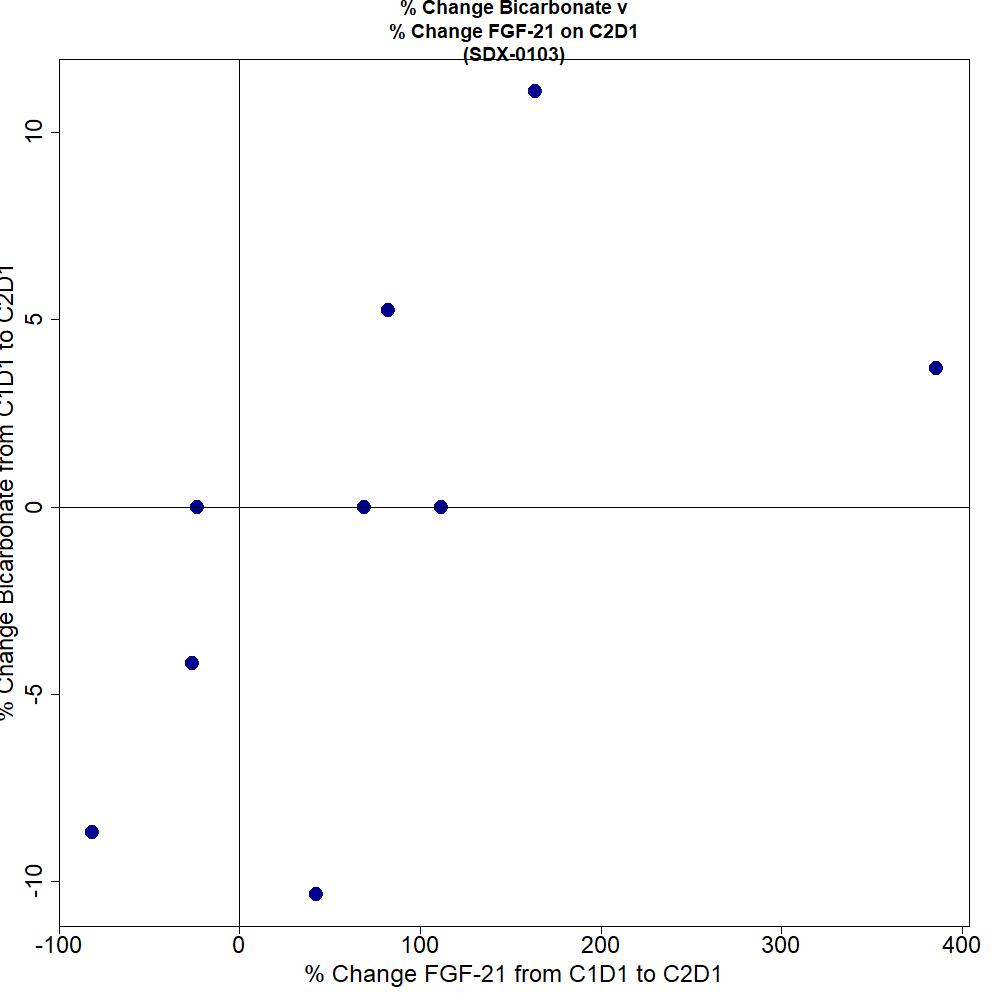 % Change Bicarbonate v
% Change FGF-21 on C2D1
(SDX-0103)
10
5
0
-5
-10
% Change Bicarbonate from C1D1 to C2D1
-100 0 100 200 300 400
% Change FGF-21 from C1D1 to C2D1